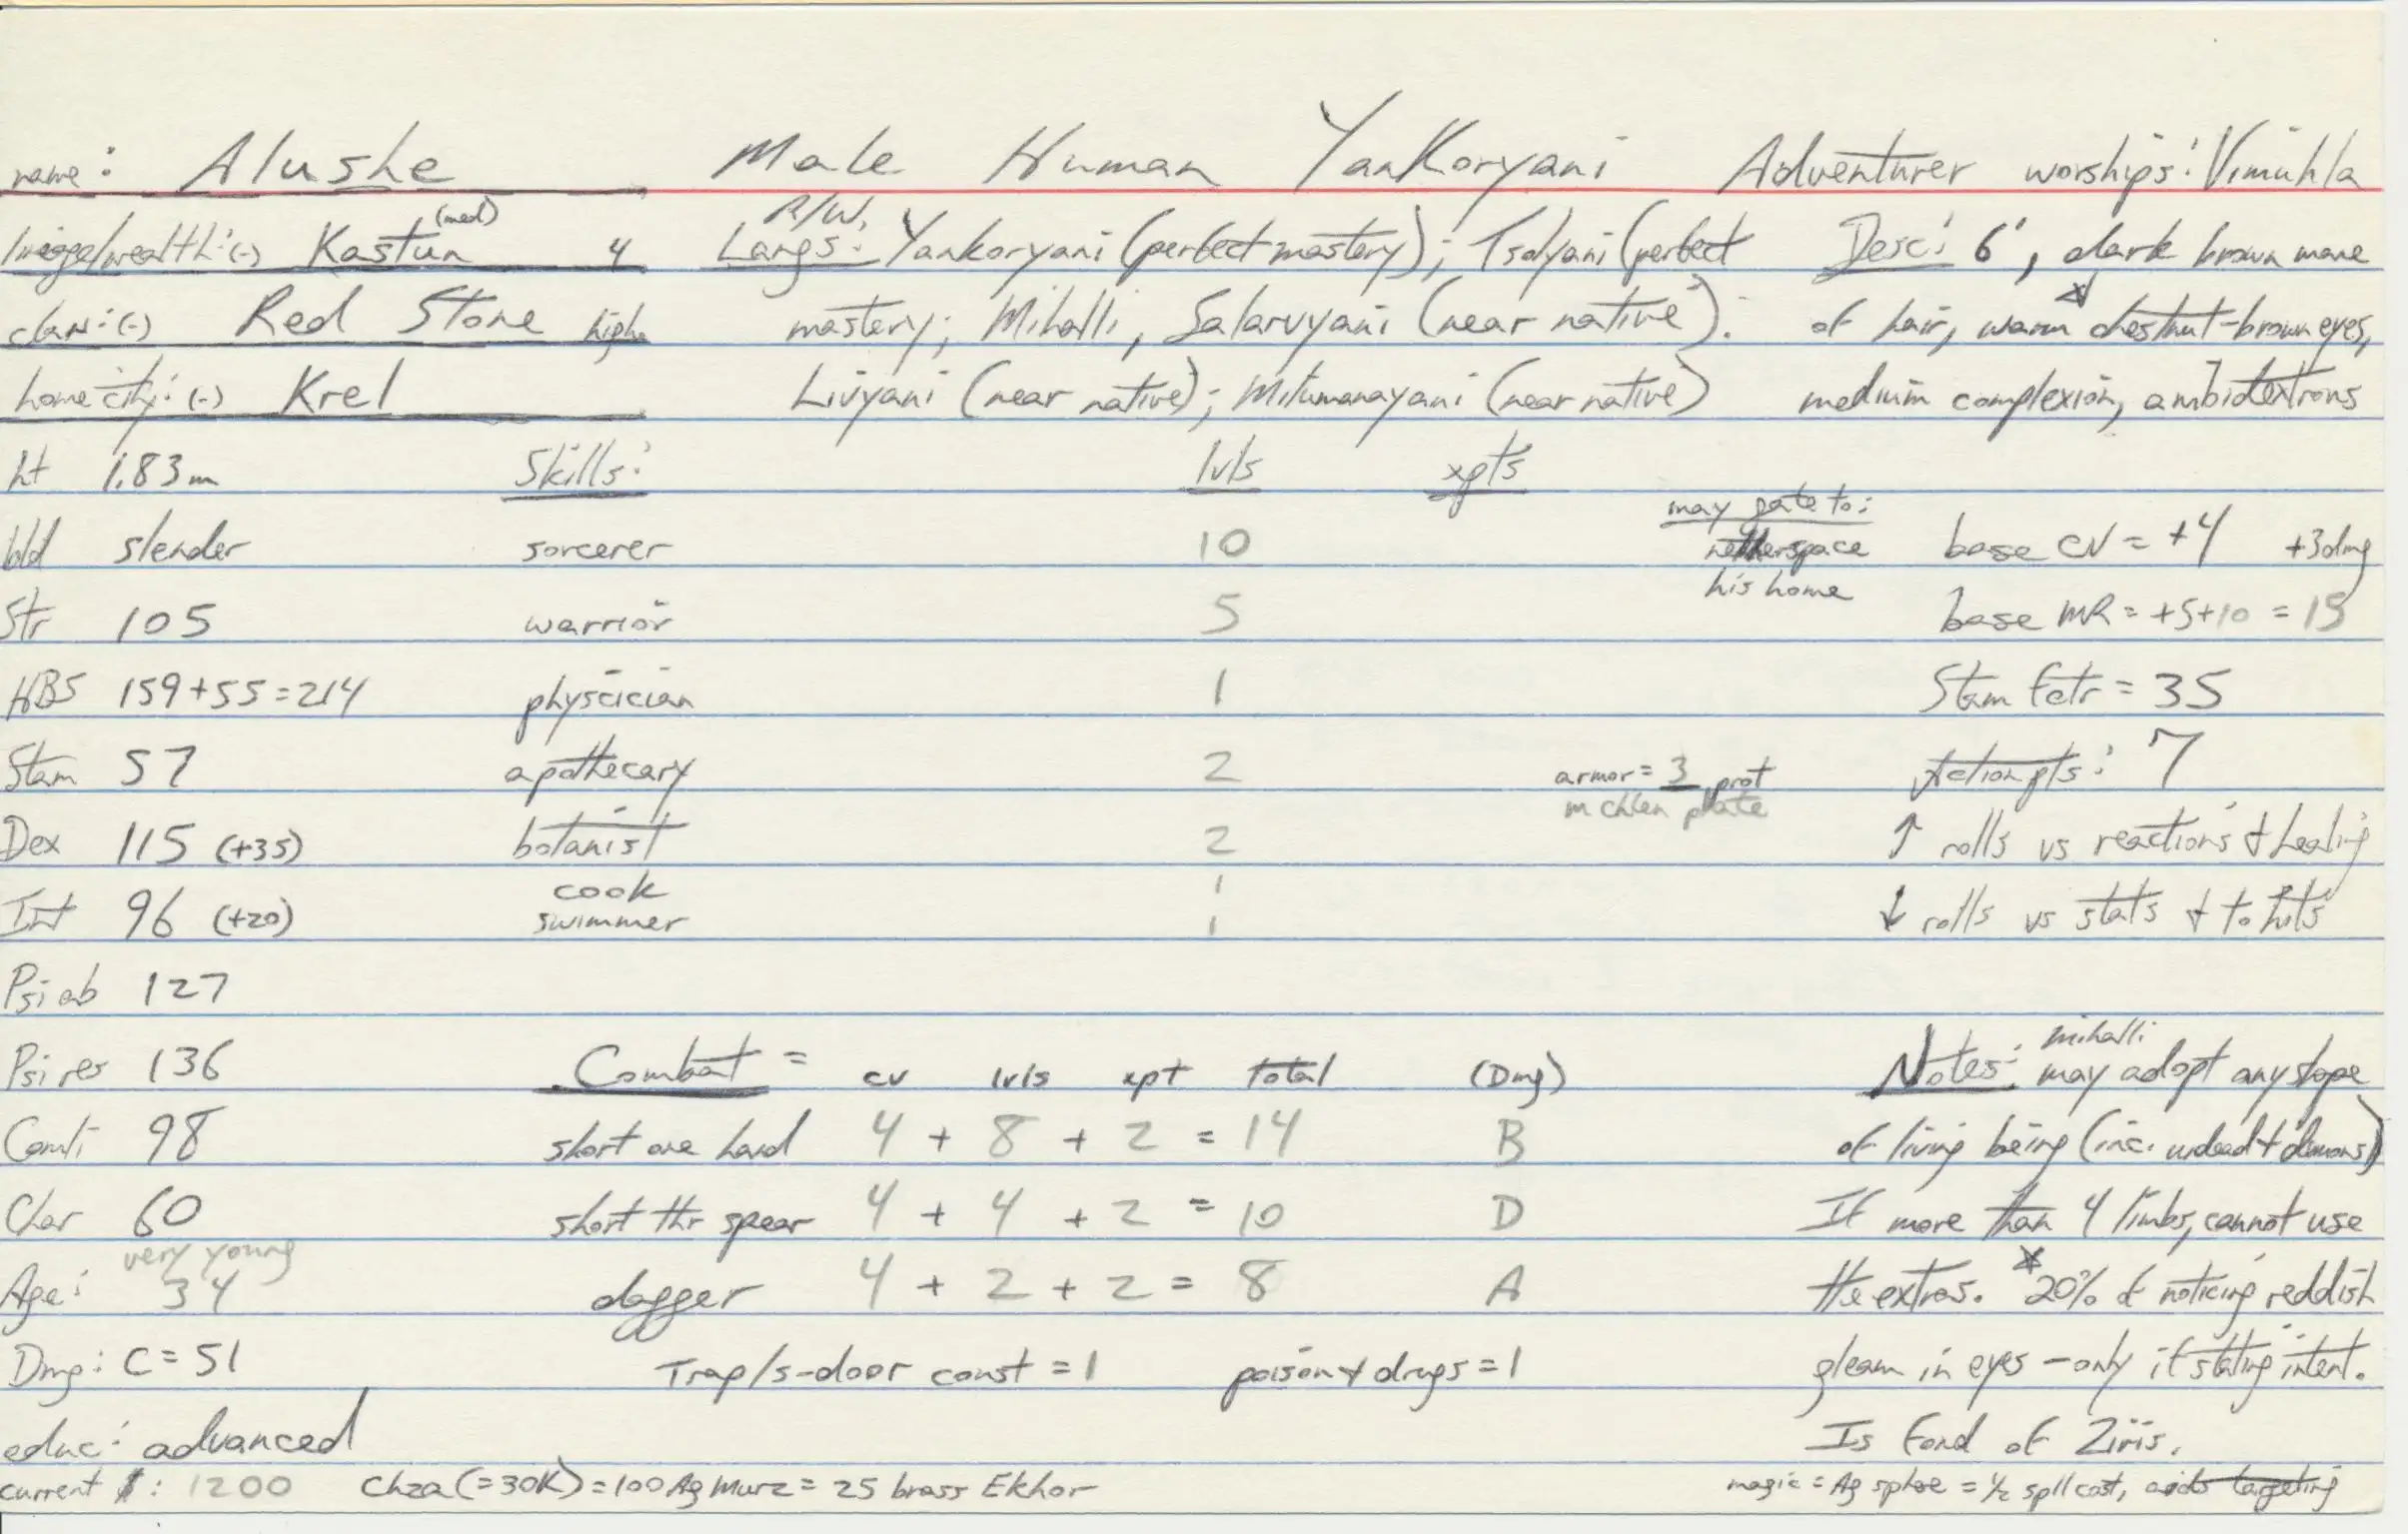 name: Alushe Male Human YanKoryani Adventurer worships: Vimuhla
lineage/wealth: (-) Kastun (med) 4 R/W, Langs: Yankoryani (perfect mastery); Tsolyani (perfect Desc: 6', dark brown mane
clan: (-) Red Stone high mastery; Mihalli, Salarvyani (near native). of hair, warm * chestnut-brown eyes,
home city: (-) Krel Livyani (near native); Mitumanayani (near native) medium complexion, ambidextrous
ht 1.83m Skills: lvls xpts
bld slender sorcerer 10 may gate to: netherspace base CV = +4 +3dmg
his home
Str 105 warrior 5 base MR = +5+10 = 15
HBS 159+55=214 physcician 1 Stam fctr = 35
Stam 57 apothecary 2 armor = 3 prot Action pts: 7
m chlen plate
Dex 115 (+35) botanist 2 ↑ rolls vs reactions & healing
Int 96 (+20) cook 1 ↓ rolls vs stats & to hits
swimmer 1
Psi ab 127
Psi res 136 Combat = cv lvls xpt total (Dmg) Notes: mihalli may adopt any shape
Comli 98 short one hand 4 + 8 + 2 = 14 B of living being (inc. undead & demons)
Char 60 short thr spear 4 + 4 + 2 = 10 D If more than 4 limbs, cannot use
very young
Age: 34 dagger 4 + 2 + 2 = 8 A the extras. * 20% of noticing reddish
Dmg: C=51 Trap/s-door const = 1 poison & drugs = 1 gleam in eyes - only if stating intent.
educ: advanced Is fond of Ziris.
current $: 1200 Chza (=30K) = 100 Ag Murz = 25 brass Ekhor magic = Ag sphre = 1/2 spll cost, aids targeting